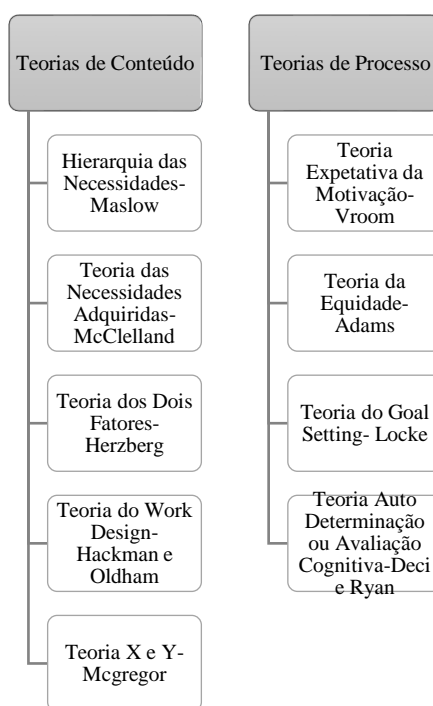 Teorias de Conteúdo
Hierarquia das
Necessidades-
Maslow
Teoria das
Necessidades
Adquiridas-
McClelland
Teoria dos Dois
Fatores-
Herzberg
Teoria do Work
Design-
Hackman e
Oldham
Teoria X e Y-
Mcgregor
Teorias de Processo
Teoria
Expetativa da
Motivação-
Vroom
Teoria da
Equidade-
Adams
Teoria do Goal
Setting- Locke
Teoria Auto
Determinação
ou Avaliação
Cognitiva-Deci
e Ryan